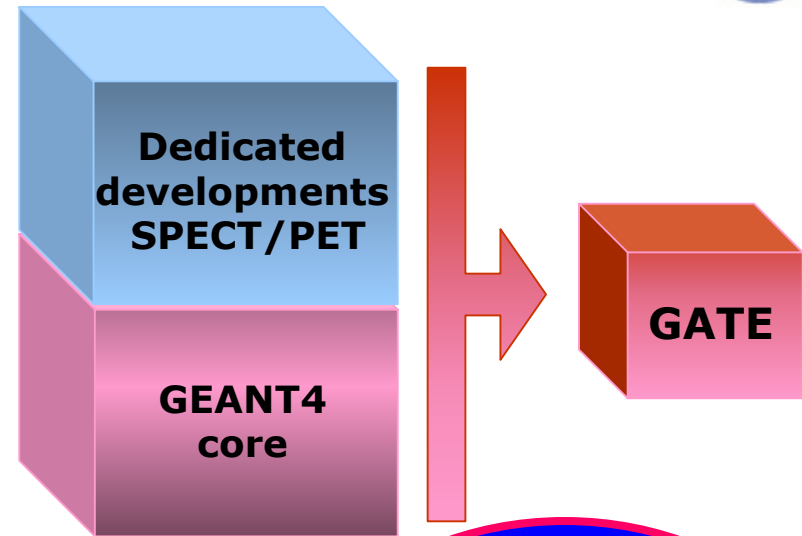 Dedicated
developments
SPECT/PET
GEANT4
core
GATE